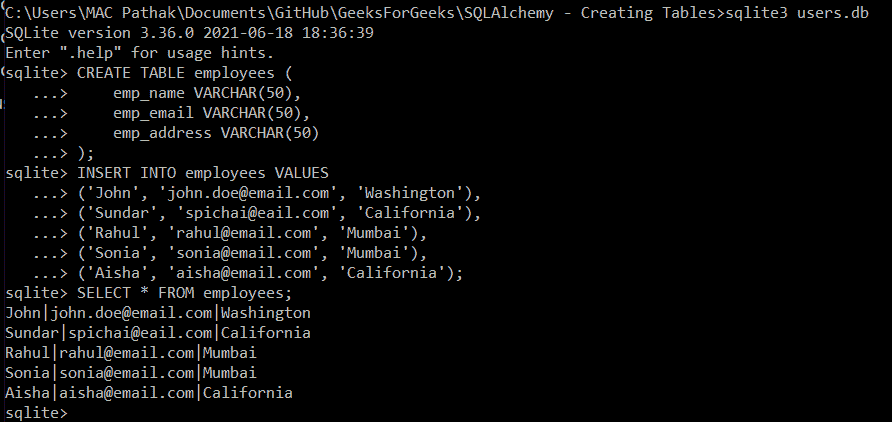 C:\Users\MAC Pathak\Documents\GitHub\GeeksForGeeks\SQLAlchemy - Creating Tables>sqlite3 users.db
SQLite version 3.36.0 2021-06-18 18:36:39
Enter ".help" for usage hints.
sqlite> CREATE TABLE employees (
   ...>     emp_name VARCHAR(50),
   ...>     emp_email VARCHAR(50),
   ...>     emp_address VARCHAR(50)
   ...> );
sqlite> INSERT INTO employees VALUES
   ...> ('John', 'john.doe@email.com', 'Washington'),
   ...> ('Sundar', 'spichai@eail.com', 'California'),
   ...> ('Rahul', 'rahul@email.com', 'Mumbai'),
   ...> ('Sonia', 'sonia@email.com', 'Mumbai'),
   ...> ('Aisha', 'aisha@email.com', 'California');
sqlite> SELECT * FROM employees;
John|john.doe@email.com|Washington
Sundar|spichai@eail.com|California
Rahul|rahul@email.com|Mumbai
Sonia|sonia@email.com|Mumbai
Aisha|aisha@email.com|California
sqlite>